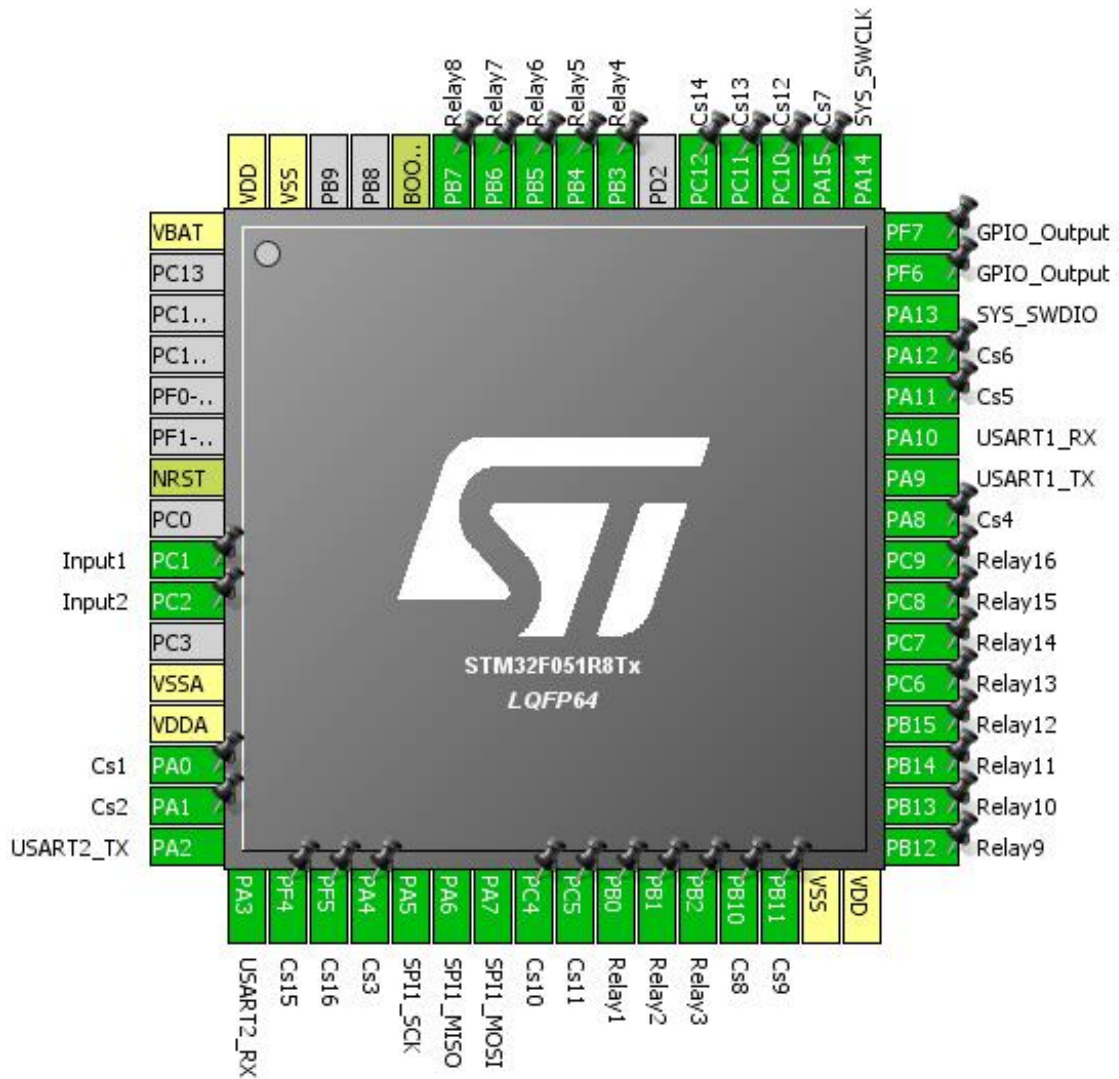 Relay8
Relay7
Relay6
Relay5
Relay4
Cs14
Cs13
Cs12
Cs7
SYS_SWCLK
VDD
VSS
PB9
PB8
BOO..
PB7
PB6
PB5
PB4
PB3
PD2
PC12
PC11
PC10
PA15
PA14
VBAT
PC13
PC1..
PC1..
PF0-..
PF1-..
NRST
PC0
Input1 PC1
Input2 PC2
PC3
VSSA
VDDA
Cs1 PA0
Cs2 PA1
USART2_TX PA2
ST
STM32F051R8Tx
LQFP64
PF7 GPIO_Output
PF6 GPIO_Output
PA13 SYS_SWDIO
PA12 Cs6
PA11 Cs5
PA10 USART1_RX
PA9 USART1_TX
PA8 Cs4
PC9 Relay16
PC8 Relay15
PC7 Relay14
PC6 Relay13
PB15 Relay12
PB14 Relay11
PB13 Relay10
PB12 Relay9
PA3
PF4
PF5
PA4
PA5
PA6
PA7
PC4
PC5
PB0
PB1
PB2
PB10
PB11
VSS
VDD
USART2_RX
Cs15
Cs16
Cs3
SPI1_SCK
SPI1_MISO
SPI1_MOSI
Cs10
Cs11
Relay1
Relay2
Relay3
Cs8
Cs9